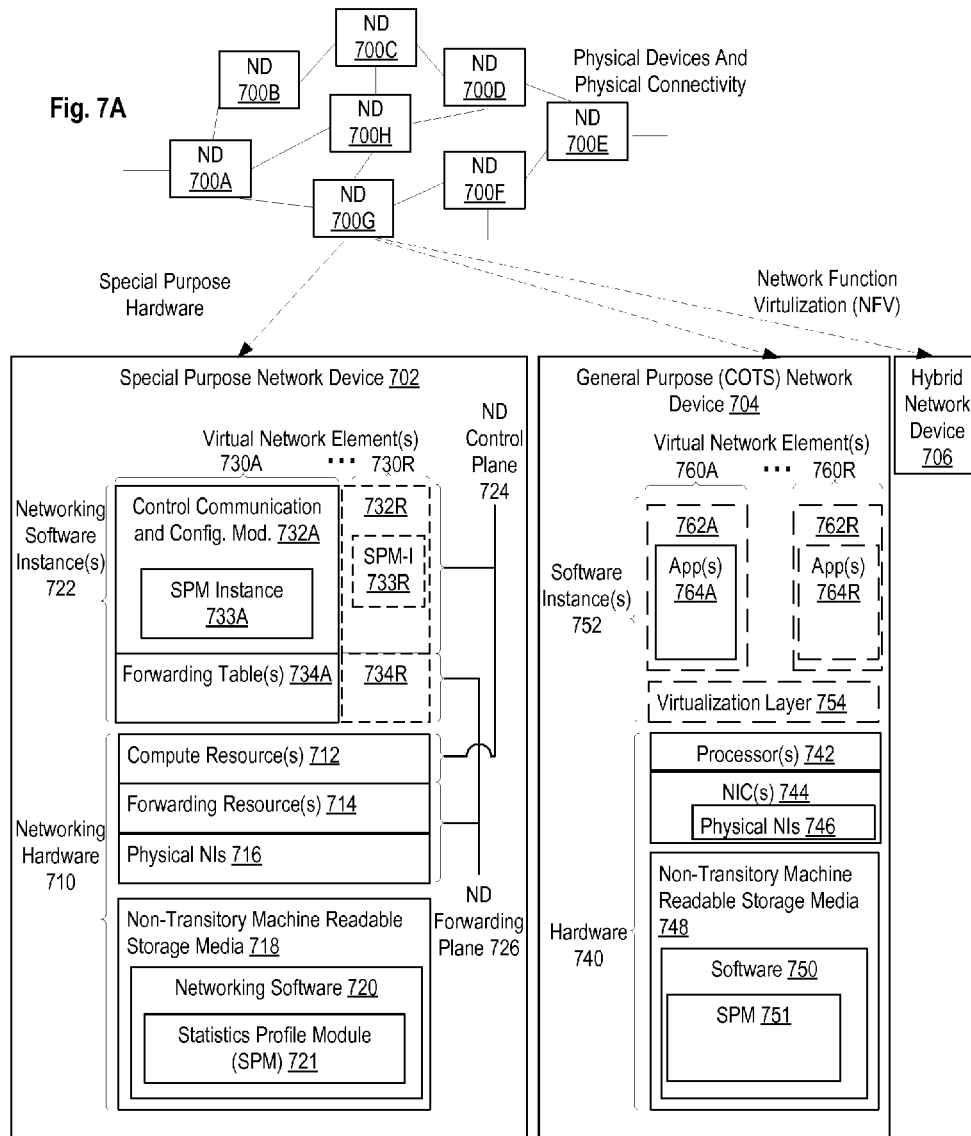 Fig. 7A
ND
700A
ND
700B
ND
700C
ND
700D
ND
700H
ND
700E
ND
700F
ND
700G
Physical Devices And
Physical Connectivity
Special Purpose
Hardware
Network Function
Virtulization (NFV)
Special Purpose Network Device 702
Virtual Network Element(s)
730A ... 730R
ND
Control
Plane
724
Networking
Software
Instance(s)
722
Control Communication
and Config. Mod. 732A
SPM Instance
733A
732R
SPM-I
733R
Forwarding Table(s) 734A
734R
Networking
Hardware
710
Compute Resource(s) 712
Forwarding Resource(s) 714
Physical NIs 716
ND
Forwarding
Plane 726
Non-Transitory Machine Readable
Storage Media 718
Networking Software 720
Statistics Profile Module
(SPM) 721
General Purpose (COTS) Network
Device 704
Virtual Network Element(s)
760A ... 760R
Software
Instance(s)
752
762A
App(s)
764A
762R
App(s)
764R
Virtualization Layer 754
Hardware
740
Processor(s) 742
NIC(s) 744
Physical NIs 746
Non-Transitory Machine
Readable Storage Media
748
Software 750
SPM 751
Hybrid
Network
Device
706